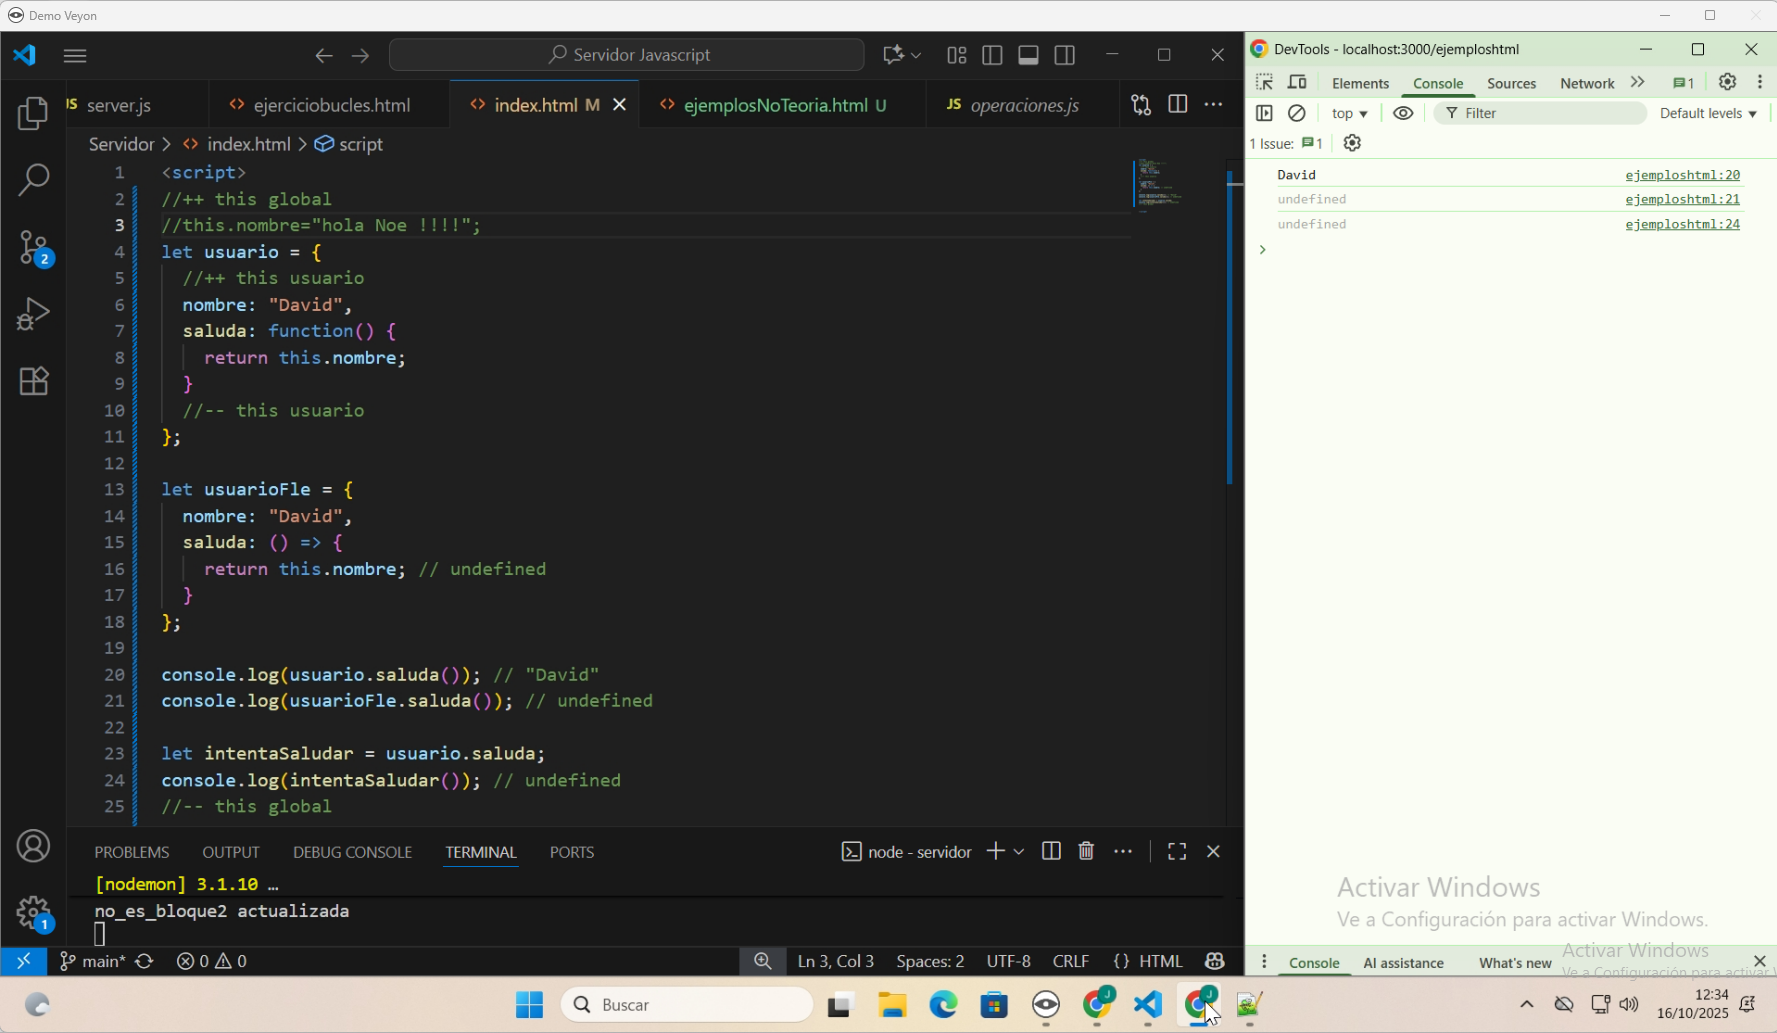 Demo Veyon
Servidor Javascript
JS server.js
ejerciciobucles.html
index.html M
ejemplosNoTeoria.html U
JS operaciones.js
Servidor > index.html > script
1 <script>
2 //++ this global
3 //this.nombre="hola Noe !!!!";
4 let usuario = {
5 //++ this usuario
6 nombre: "David",
7 saluda: function() {
8 return this.nombre;
9 }
10 //-- this usuario
11 };
12
13 let usuarioFle = {
14 nombre: "David",
15 saluda: () => {
16 return this.nombre; // undefined
17 }
18 };
19
20 console.log(usuario.saluda()); // "David"
21 console.log(usuarioFle.saluda()); // undefined
22
23 let intentaSaludar = usuario.saluda;
24 console.log(intentaSaludar()); // undefined
25 //-- this global
2
1
PROBLEMS OUTPUT DEBUG CONSOLE TERMINAL PORTS
node - servidor
[nodemon] 3.1.10 …
no_es_bloque2 actualizada
main* 0 0
Ln 3, Col 3 Spaces: 2 UTF-8 CRLF {} HTML
DevTools - localhost:3000/ejemploshtml
Elements Console Sources Network 1
top Filter Default levels
1 Issue: 1
David ejemploshtml:20
undefined ejemploshtml:21
undefined ejemploshtml:24
>
Activar Windows
Ve a Configuración para activar Windows.
Activar Windows
Ve a Configuración para activar
Console AI assistance What's new
Buscar
J
J
12:34
16/10/2025